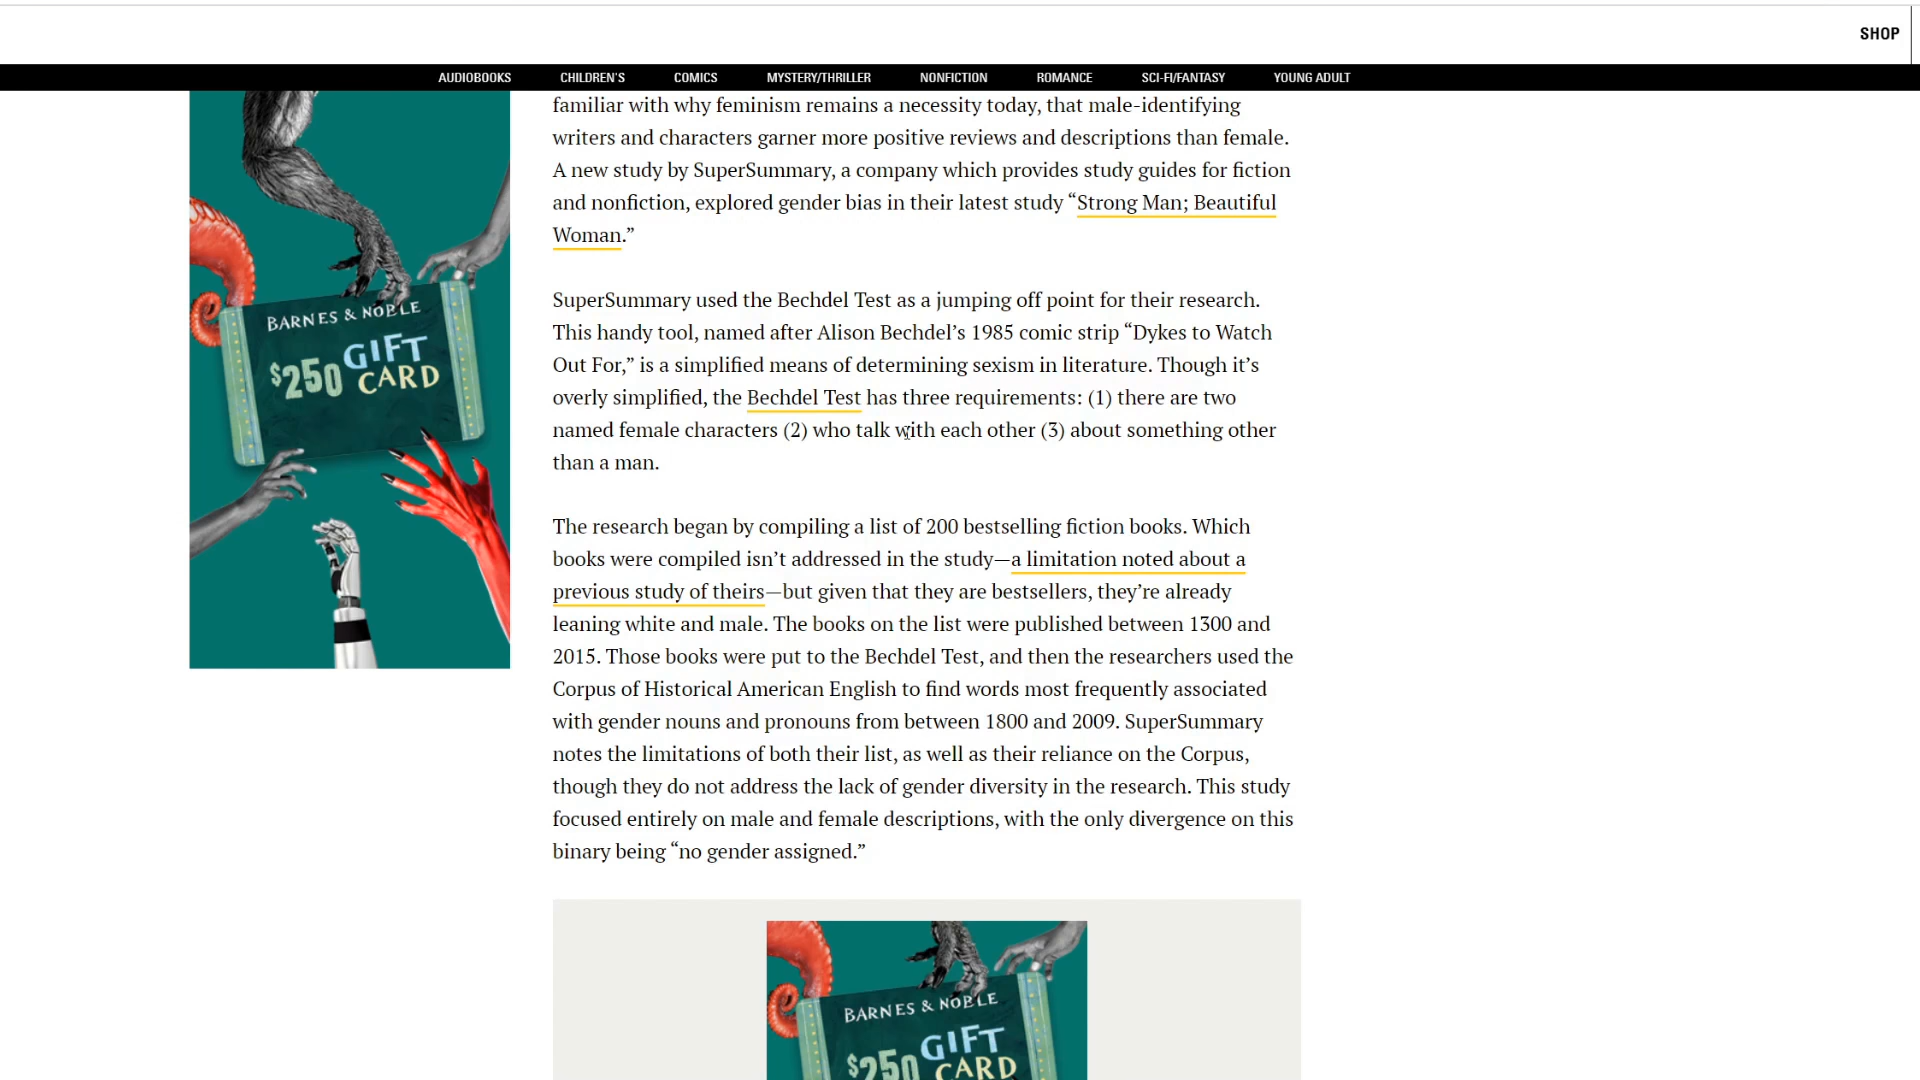 SHOP
AUDIOBOOKS CHILDREN'S COMICS MYSTERY/THRILLER NONFICTION ROMANCE SCI-FI/FANTASY YOUNG ADULT
BARNES & NOBLE
$250 GIFT
CARD
familiar with why feminism remains a necessity today, that male-identifying
writers and characters garner more positive reviews and descriptions than female.
A new study by SuperSummary, a company which provides study guides for fiction
and nonfiction, explored gender bias in their latest study “Strong Man; Beautiful
Woman.”
SuperSummary used the Bechdel Test as a jumping off point for their research.
This handy tool, named after Alison Bechdel’s 1985 comic strip “Dykes to Watch
Out For,” is a simplified means of determining sexism in literature. Though it’s
overly simplified, the Bechdel Test has three requirements: (1) there are two
named female characters (2) who talk with each other (3) about something other
than a man.
The research began by compiling a list of 200 bestselling fiction books. Which
books were compiled isn’t addressed in the study—a limitation noted about a
previous study of theirs—but given that they are bestsellers, they’re already
leaning white and male. The books on the list were published between 1300 and
2015. Those books were put to the Bechdel Test, and then the researchers used the
Corpus of Historical American English to find words most frequently associated
with gender nouns and pronouns from between 1800 and 2009. SuperSummary
notes the limitations of both their list, as well as their reliance on the Corpus,
though they do not address the lack of gender diversity in the research. This study
focused entirely on male and female descriptions, with the only divergence on this
binary being “no gender assigned.”
BARNES & NOBLE
$250 GIFT
CARD